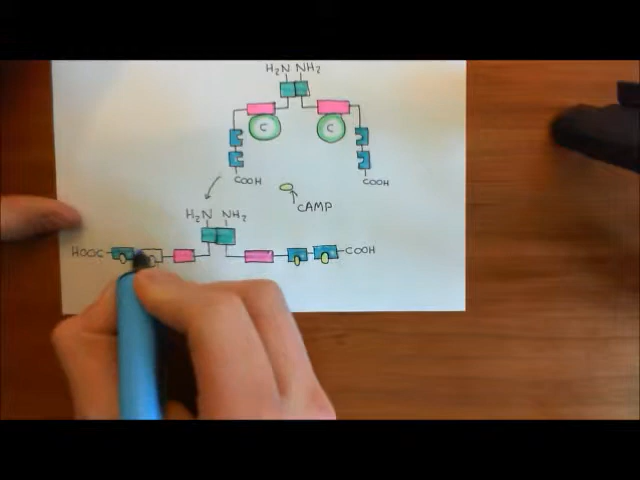 H₂N NH₂
C C
COOH COOH
cAMP
H₂N NH₂
HOOC COOH